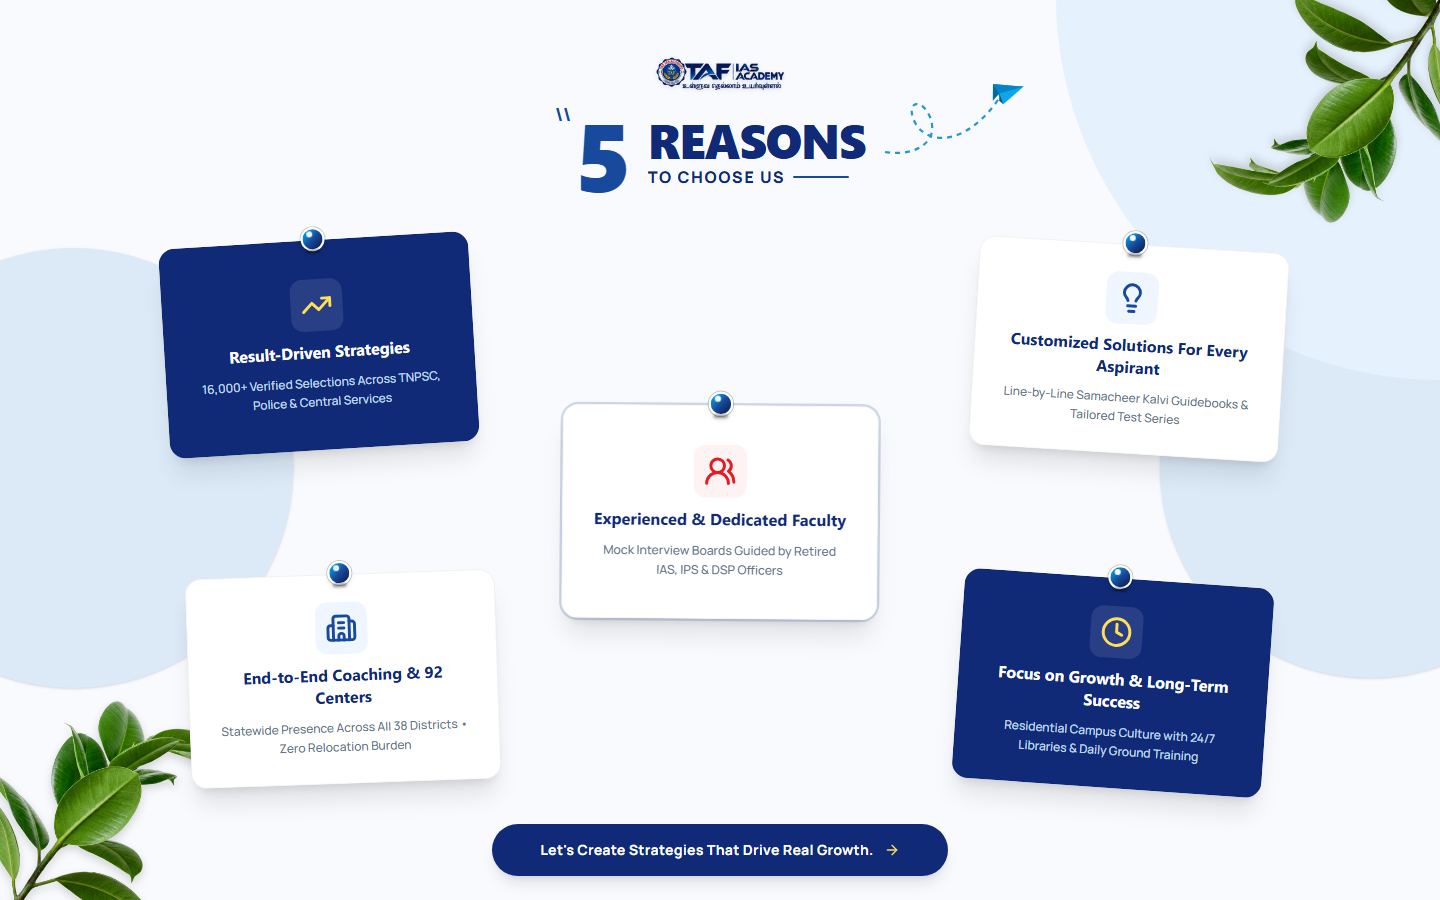 TAF IAS ACADEMY
உள்ளுவ தெல்லாம் உயர்வுள்ளல்
5 REASONS
TO CHOOSE US
Result-Driven Strategies
16,000+ Verified Selections Across TNPSC,
Police & Central Services
Customized Solutions For Every
Aspirant
Line-by-Line Samacheer Kalvi Guidebooks &
Tailored Test Series
Experienced & Dedicated Faculty
Mock Interview Boards Guided by Retired
IAS, IPS & DSP Officers
End-to-End Coaching & 92
Centers
Statewide Presence Across All 38 Districts •
Zero Relocation Burden
Focus on Growth & Long-Term
Success
Residential Campus Culture with 24/7
Libraries & Daily Ground Training
Let's Create Strategies That Drive Real Growth.